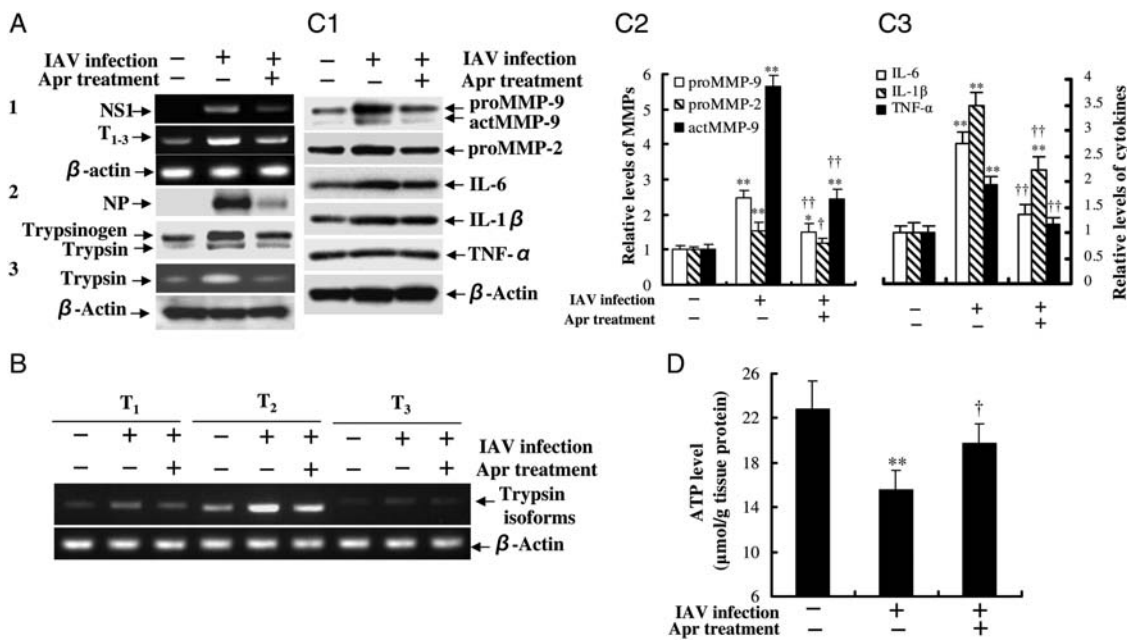 A
IAV infection − + +
Apr treatment − − +
1
NS1
T1-3
β-actin
2
NP
Trypsinogen
Trypsin
3
Trypsin
β-Actin
C1
− + + IAV infection
− − + Apr treatment
proMMP-9
actMMP-9
proMMP-2
IL-6
IL-1β
TNF-α
β-Actin
C2
Relative levels of MMPs
6
5
4
3
2
1
0
proMMP-9
proMMP-2
actMMP-9
**
**
**
††
*
†
††
**
IAV infection − + +
Apr treatment − − +
C3
IL-6
IL-1β
TNF-α
**
**
**
††
††
**
††
4
3.5
3
2.5
2
1.5
1
0.5
0
Relative levels of cytokines
− + +
− − +
B
T1 T2 T3
− + + − + + − + + IAV infection
− − + − − + − − + Apr treatment
Trypsin
isoforms
β-Actin
D
ATP level
(μmol/g tissue protein)
26
22
18
14
10
6
**
†
IAV infection − + +
Apr treatment − − +